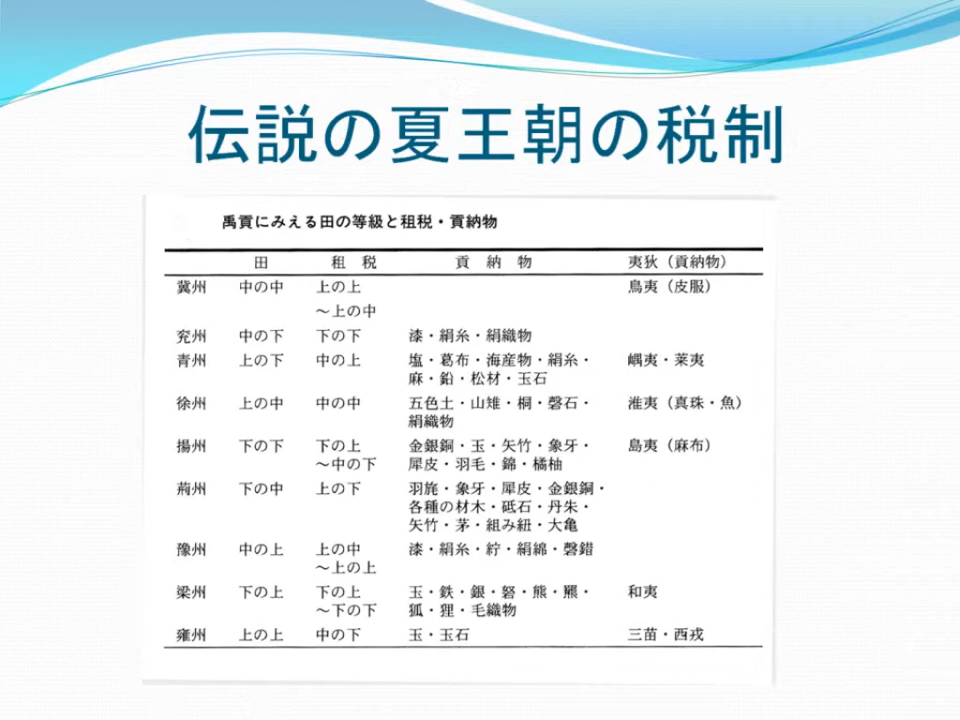 伝説の夏王朝の税制
禹貢にみえる田の等級と租税・貢納物
田 租 税 貢 納 物 夷狄（貢納物）
冀州 中の中 上の上 鳥夷（皮服）
～上の中
兖州 中の下 下の下 漆・絹糸・絹織物
青州 上の下 中の上 塩・葛布・海産物・絹糸・ 嵎夷・莱夷
麻・鉛・松材・玉石
徐州 上の中 中の中 五色土・山雉・桐・磬石・ 淮夷（真珠・魚）
絹織物
揚州 下の下 下の上 金銀銅・玉・矢竹・象牙・ 島夷（麻布）
～中の下 犀皮・羽毛・錦・橘柚
荊州 下の中 上の下 羽旄・象牙・犀皮・金銀銅・
各種の材木・砥石・丹朱・
矢竹・茅・組み紐・大亀
豫州 中の上 上の中 漆・絹糸・紵・絹綿・磬錯
～上の上
梁州 下の上 下の上 玉・鉄・銀・砮・熊・羆・ 和夷
～下の下 狐・狸・毛織物
雍州 上の上 中の下 玉・玉石 三苗・西戎